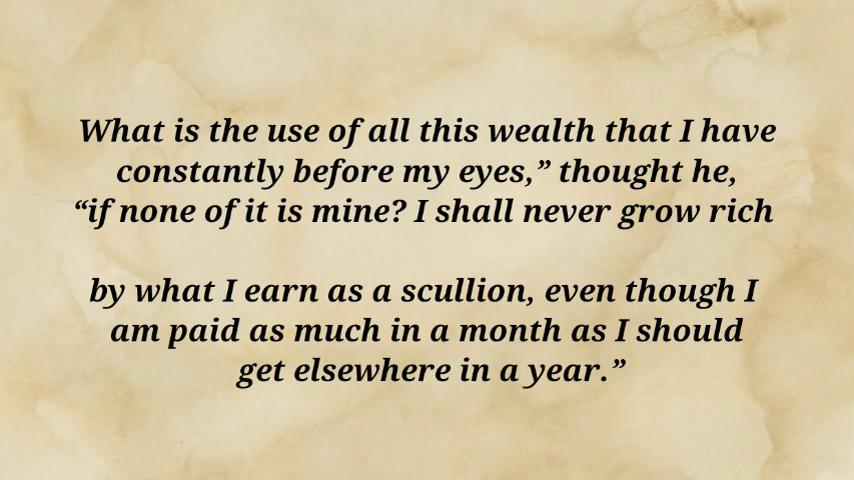 What is the use of all this wealth that I have
constantly before my eyes,” thought he,
“if none of it is mine? I shall never grow rich
by what I earn as a scullion, even though I
am paid as much in a month as I should
get elsewhere in a year.”